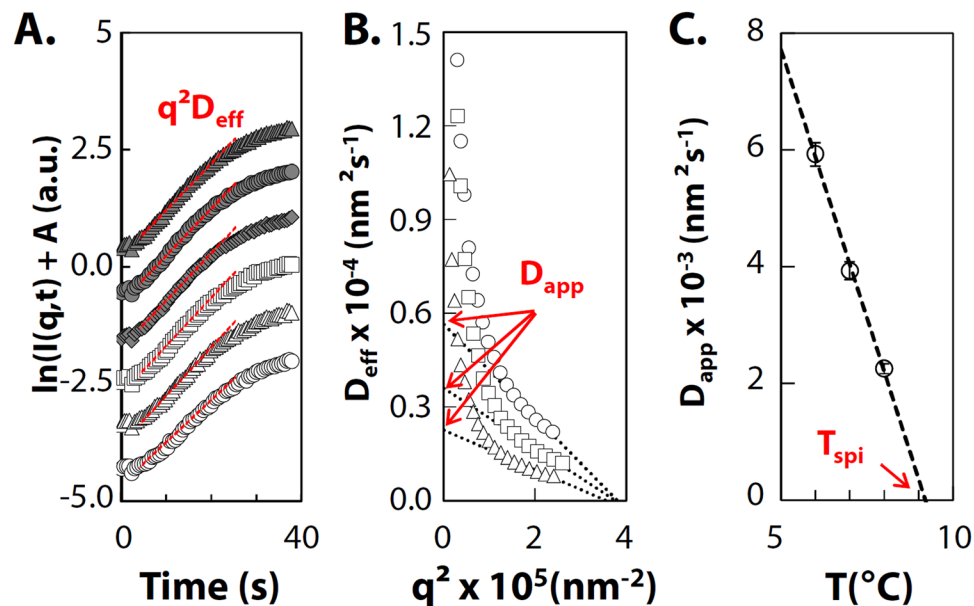 A.
5
2.5
0.0
-2.5
-5.0
0
40
ln(I(q,t) + A (a.u.)
Time (s)
q²D_eff
B.
1.5
1.2
0.9
0.6
0.3
0.0
0
2
4
D_eff x 10^-4 (nm²s^-1)
q² x 10^5(nm^-2)
D_app
C.
8
6
4
2
0
5
10
D_app x 10^-3 (nm²s^-1)
T(°C)
T_spi